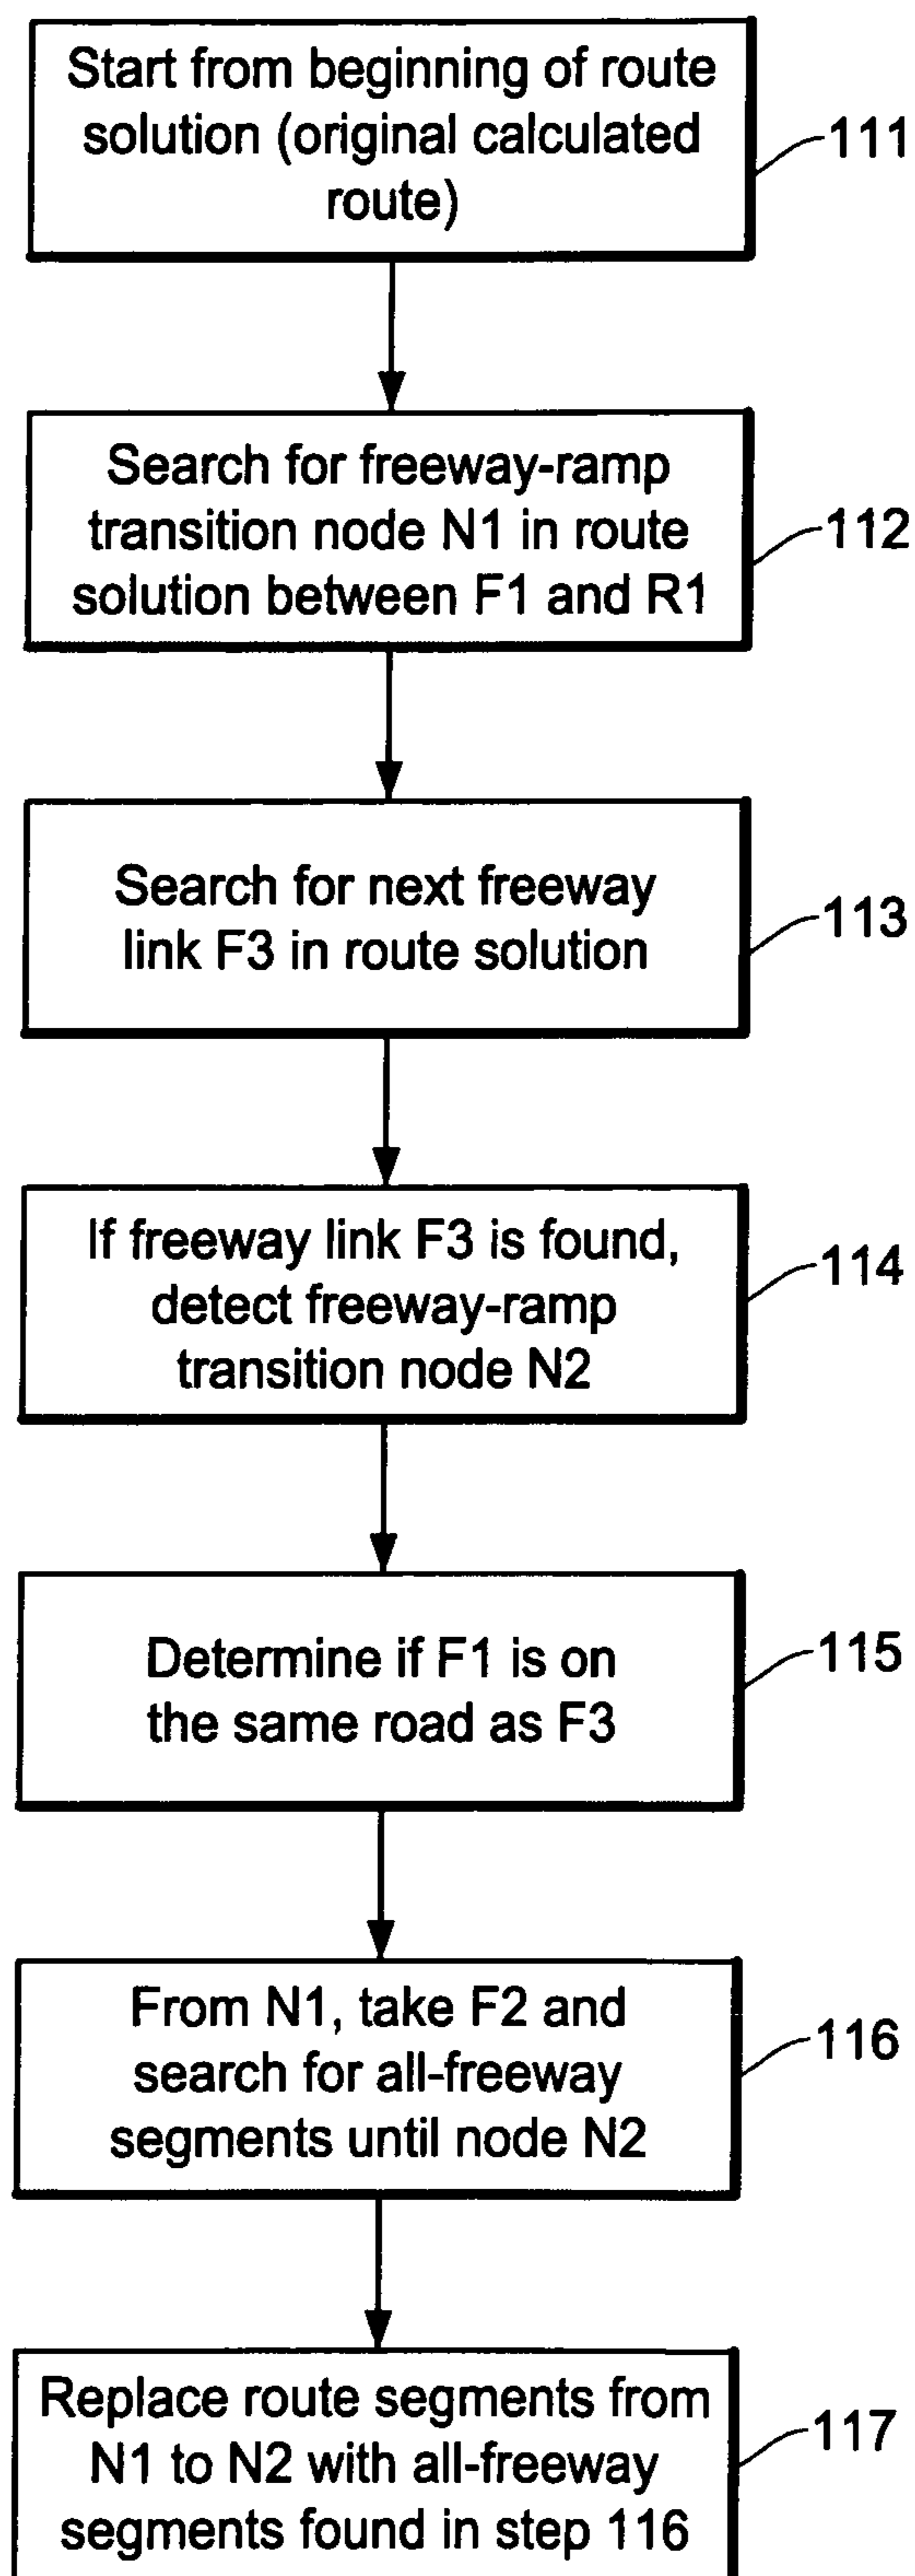 Start from beginning of route
solution (original calculated
route)
111
Search for freeway-ramp
transition node N1 in route
solution between F1 and R1
112
Search for next freeway
link F3 in route solution
113
If freeway link F3 is found,
detect freeway-ramp
transition node N2
114
Determine if F1 is on
the same road as F3
115
From N1, take F2 and
search for all-freeway
segments until node N2
116
Replace route segments from
N1 to N2 with all-freeway
segments found in step 116
117